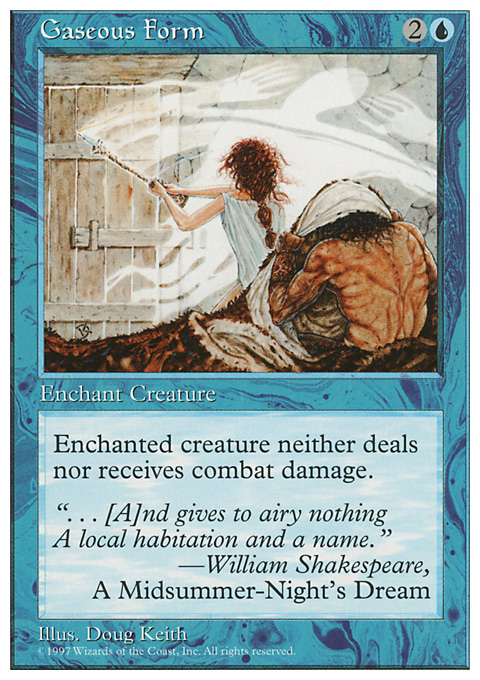 Gaseous Form 2
Enchant Creature
Enchanted creature neither deals
nor receives combat damage.
“. . . [A]nd gives to airy nothing
A local habitation and a name.”
—William Shakespeare,
A Midsummer-Night's Dream
Illus. Doug Keith
©1997 Wizards of the Coast, Inc. All rights reserved.